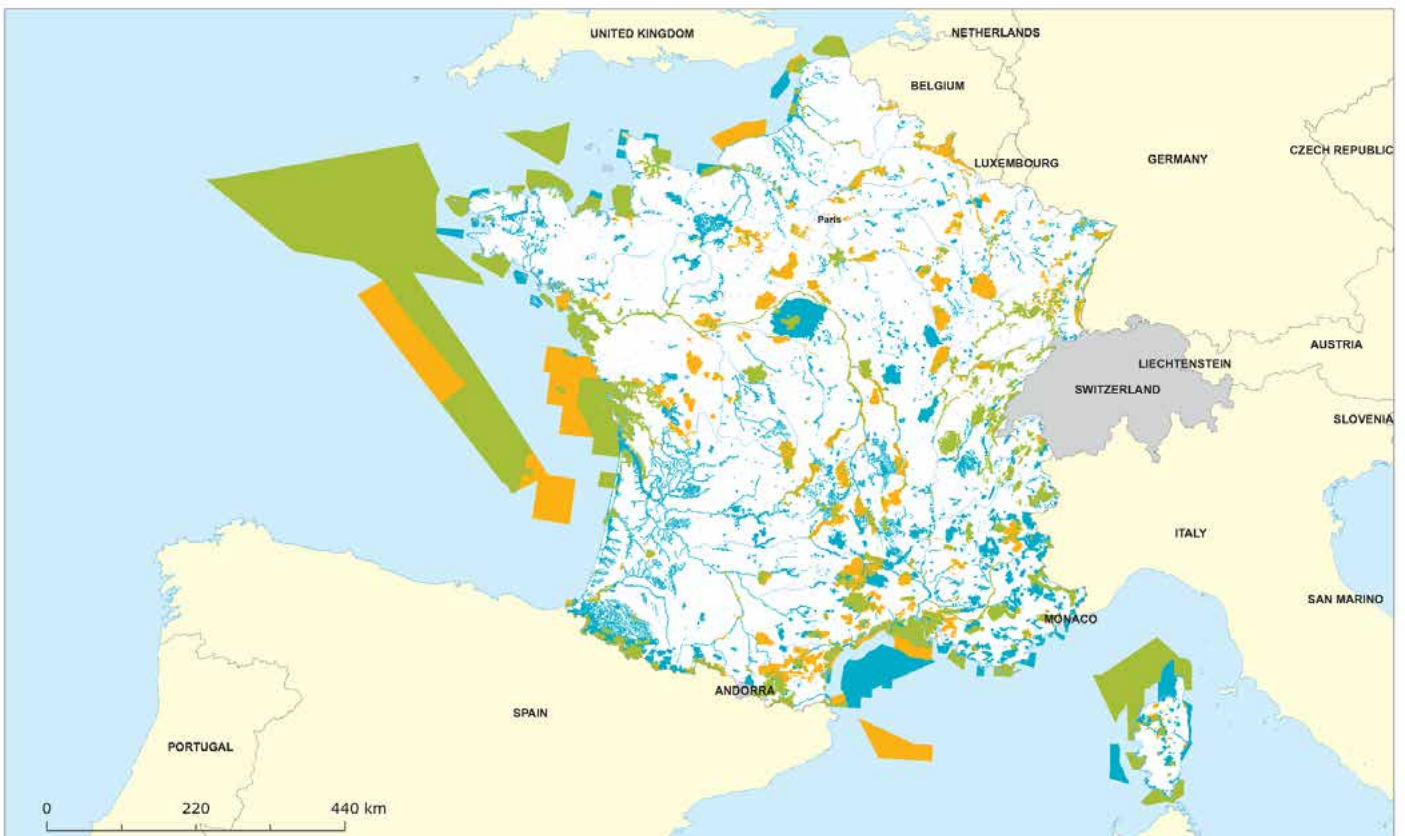 UNITED KINGDOM
NETHERLANDS
BELGIUM
CZECH REPUBLIC
LUXEMBOURG
GERMANY
Paris
AUSTRIA
LIECHTENSTEIN
SWITZERLAND
SLOVENIA
ITALY
SAN MARINO
MONACO
ANDORRA
SPAIN
PORTUGAL
0 220 440 km